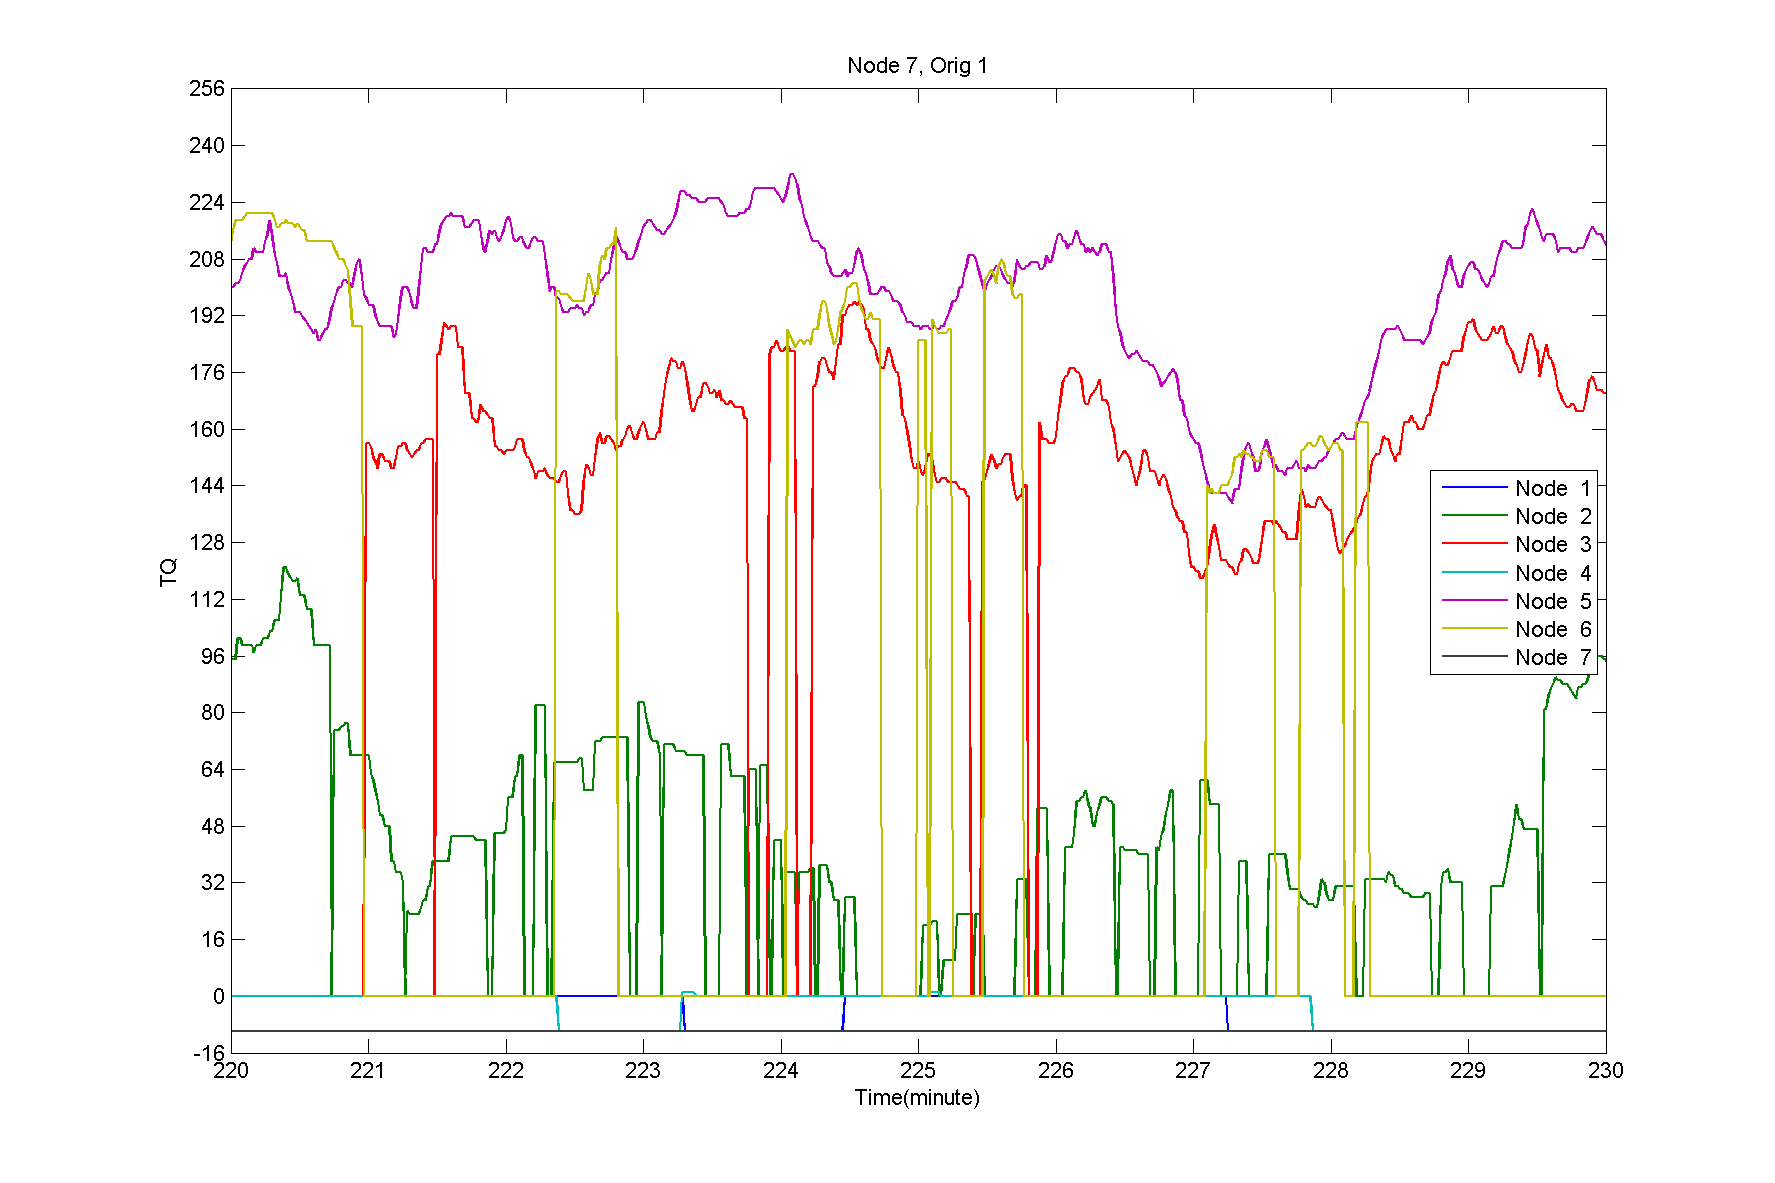 Node 7, Orig 1
256
240
224
208
192
176
160
144
128
112
96
80
64
48
32
16
0
-16
TQ
220 221 222 223 224 225 226 227 228 229 230
Time(minute)
Node 1
Node 2
Node 3
Node 4
Node 5
Node 6
Node 7